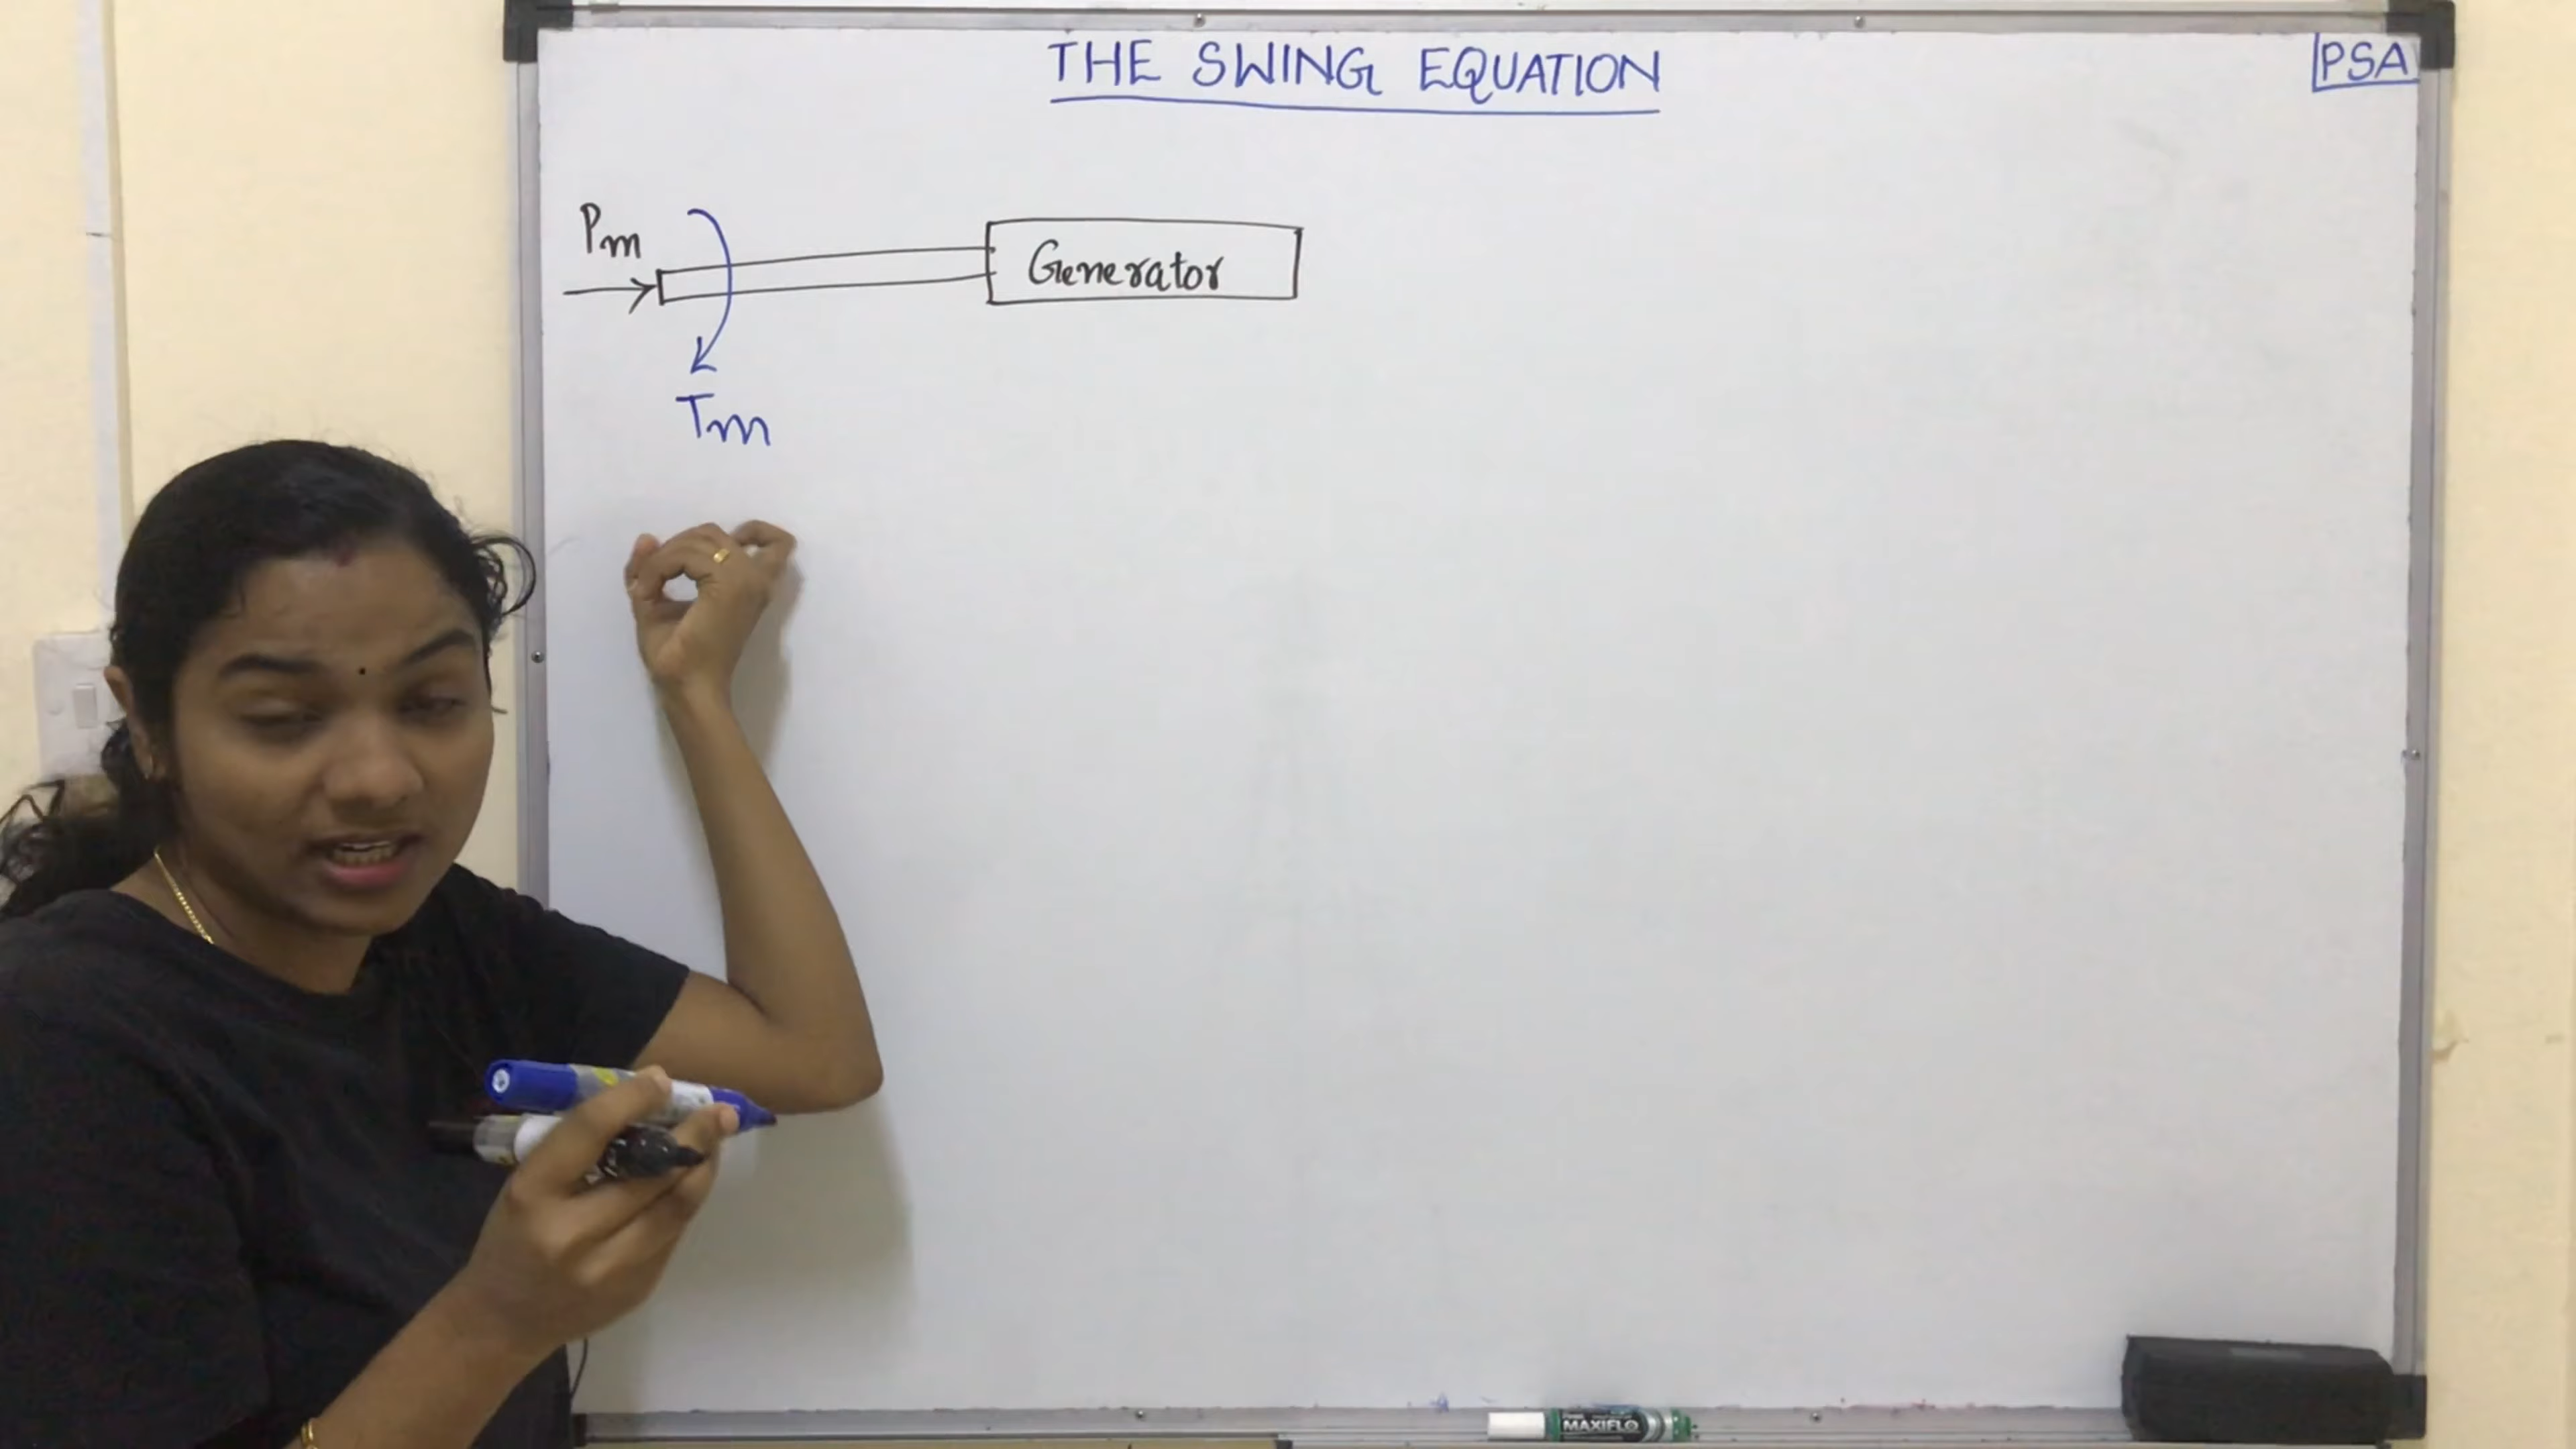 THE SWING EQUATION
PSA
Pm
Generator
Tm
MAXIFLO